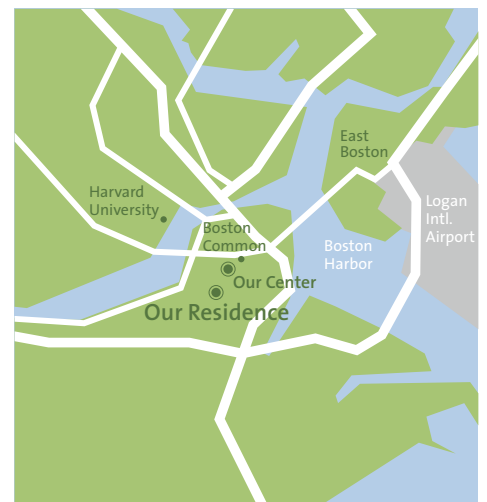 East
Boston
Harvard
University
Logan
Intl.
Airport
Boston
Common
Boston
Harbor
Our Center
Our Residence